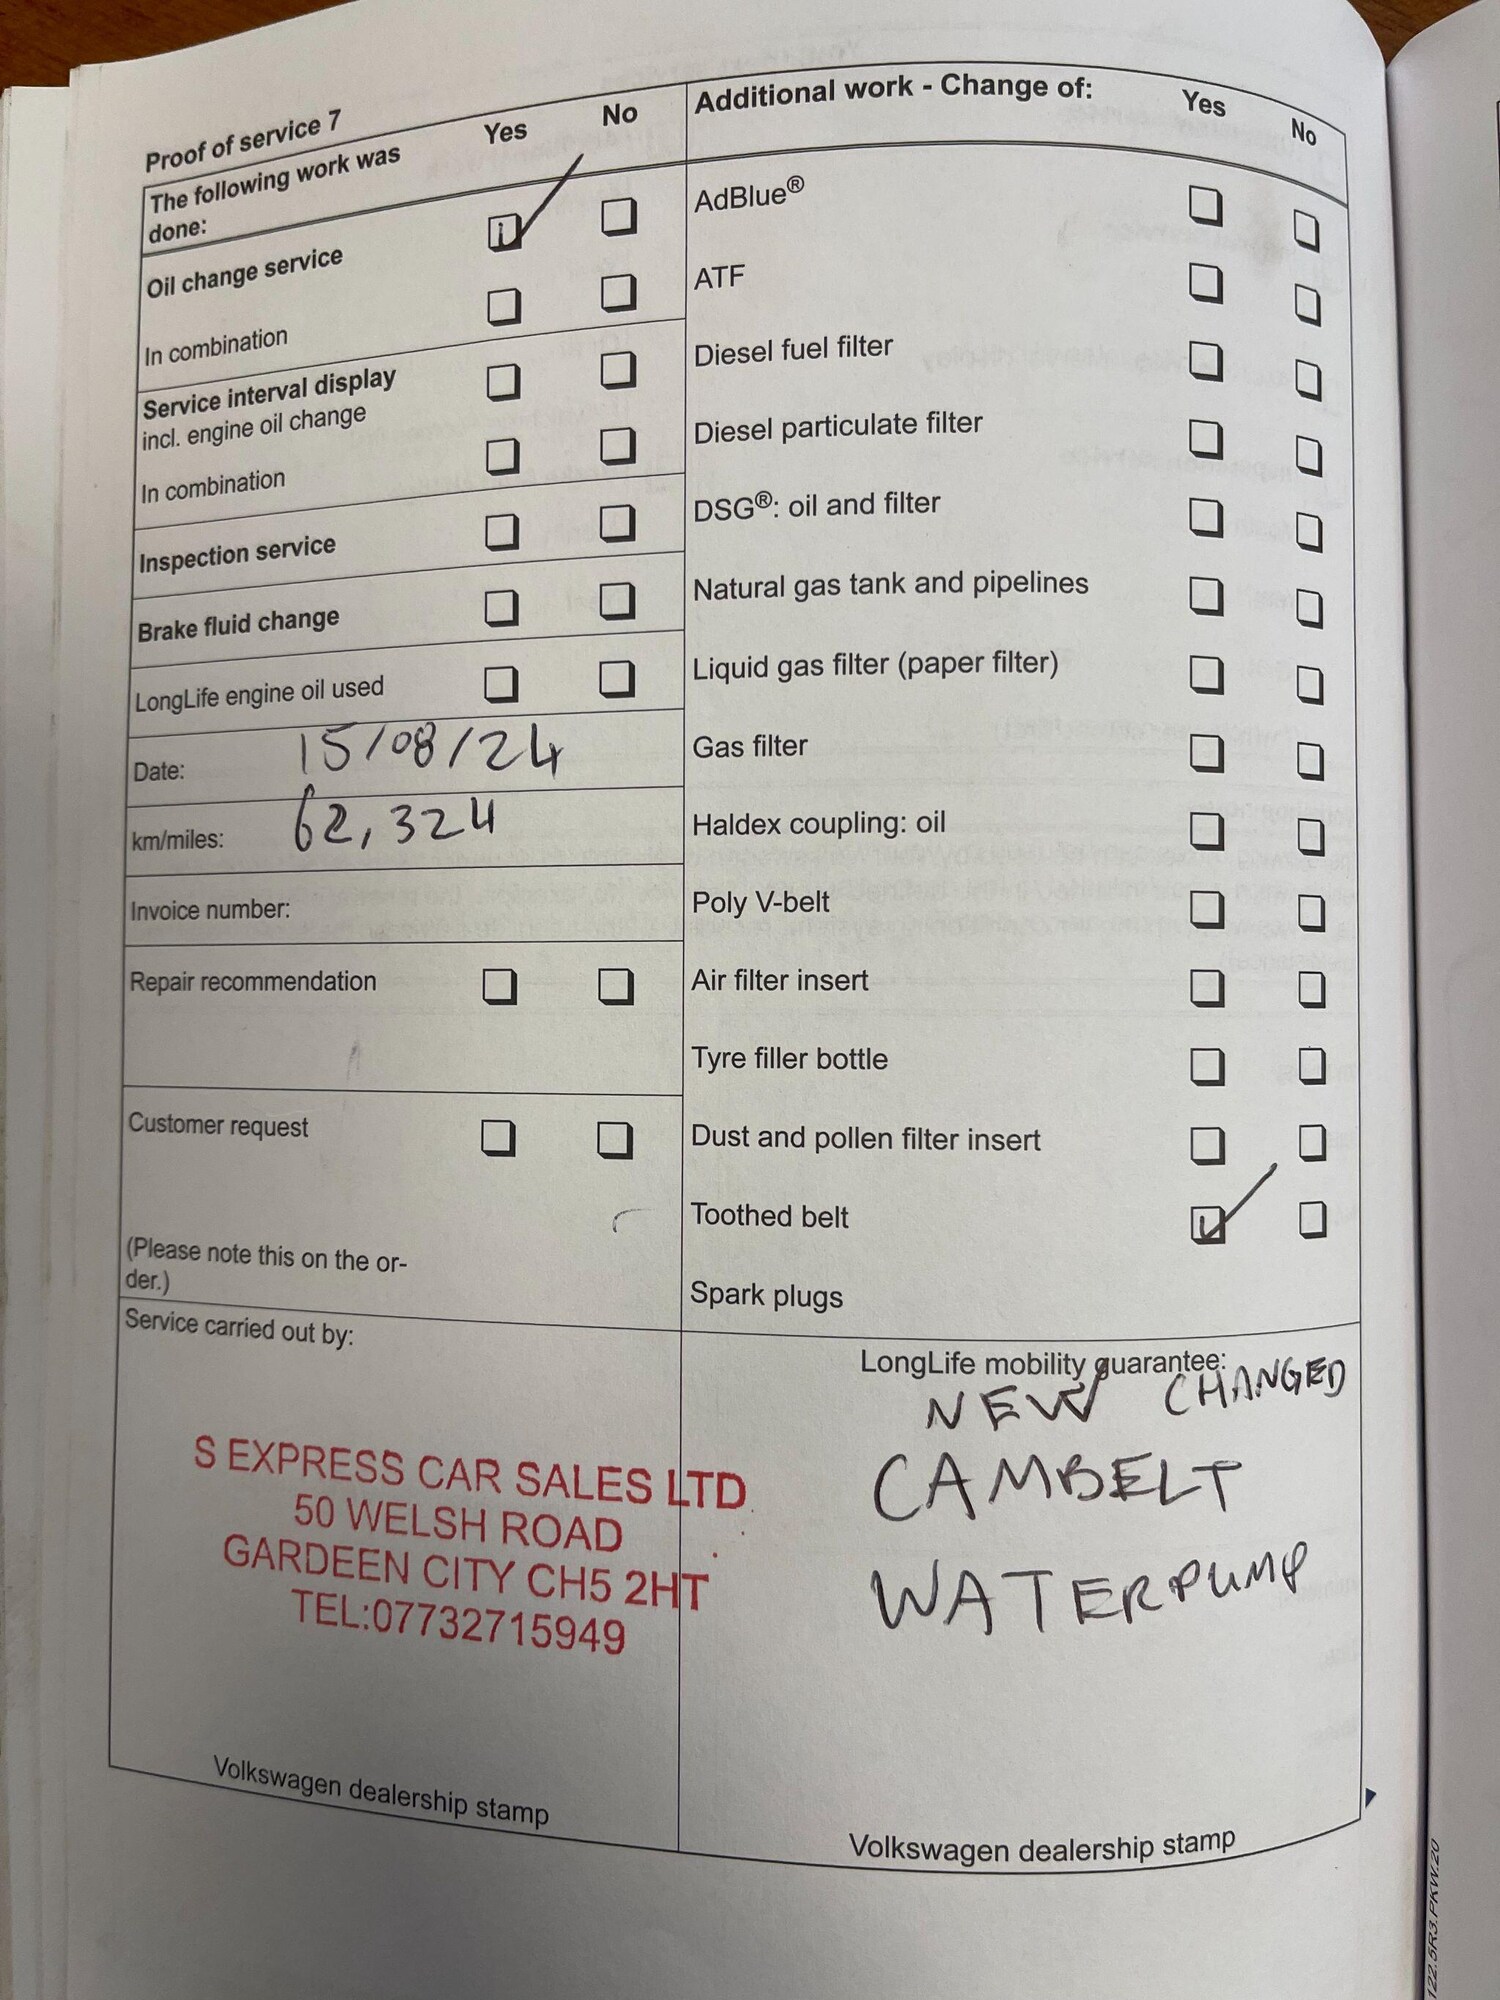 Proof of service 7
The following work was
done:
Yes
No
Oil change service
In combination
Service interval display
incl. engine oil change
In combination
Inspection service
Brake fluid change
LongLife engine oil used
Date: 15/08/24
km/miles: 62,324
Invoice number:
Repair recommendation
Customer request
(Please note this on the or-
der.)
Service carried out by:
S EXPRESS CAR SALES LTD
50 WELSH ROAD
GARDEEN CITY CH5 2HT
TEL:07732715949
Volkswagen dealership stamp
Additional work - Change of:
Yes
No
AdBlue®
ATF
Diesel fuel filter
Diesel particulate filter
DSG®: oil and filter
Natural gas tank and pipelines
Liquid gas filter (paper filter)
Gas filter
Haldex coupling: oil
Poly V-belt
Air filter insert
Tyre filler bottle
Dust and pollen filter insert
Toothed belt
Spark plugs
LongLife mobility guarantee:
NEW CHANGED
CAMBELT
WATERPUMP
Volkswagen dealership stamp
122.5R3.PKW.20